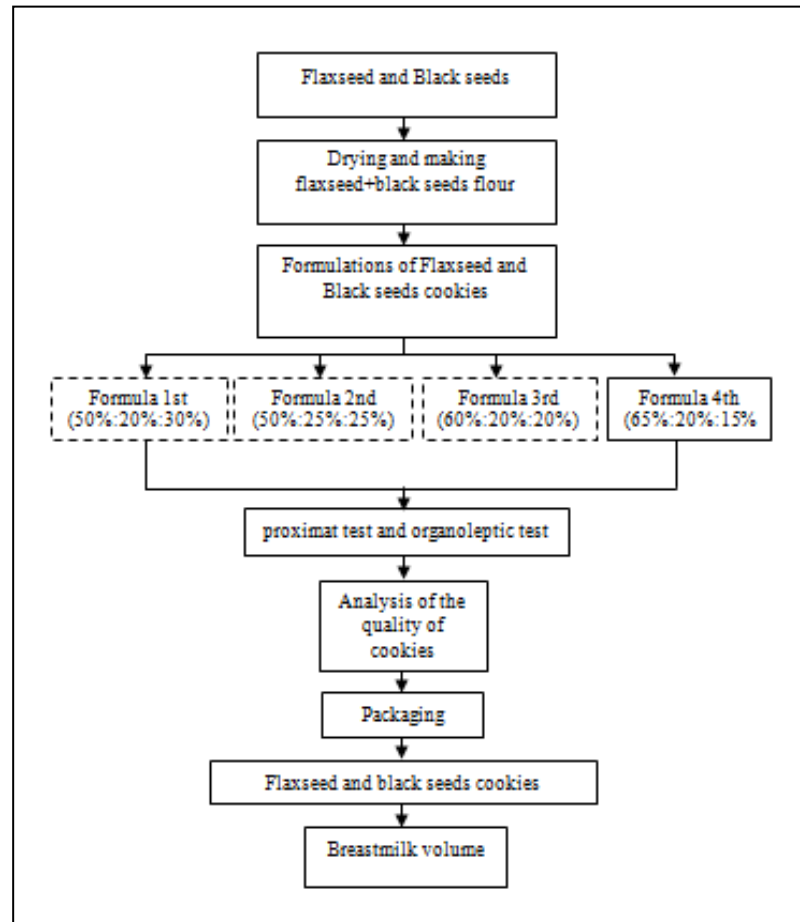 Flaxseed and Black seeds
Drying and making
flaxseed+black seeds flour
Formulations of Flaxseed and
Black seeds cookies
Formula 1st
(50%:20%:30%)
Formula 2nd
(50%:25%:25%)
Formula 3rd
(60%:20%:20%)
Formula 4th
(65%:20%:15%
proximat test and organoleptic test
Analysis of the
quality of
cookies
Packaging
Flaxseed and black seeds cookies
Breastmilk volume